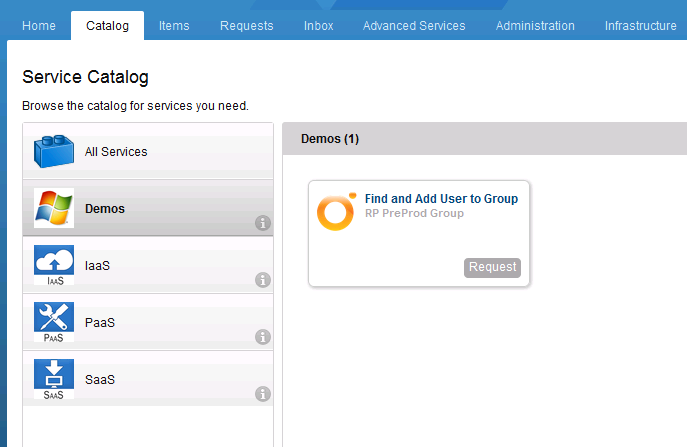 Home Catalog Items Requests Inbox Advanced Services Administration Infrastructure
Service Catalog
Browse the catalog for services you need.
All Services
Demos
IaaS
IAAS
PaaS
PAAS
SaaS
SAAS
Demos (1)
Find and Add User to Group
RP PreProd Group
Request